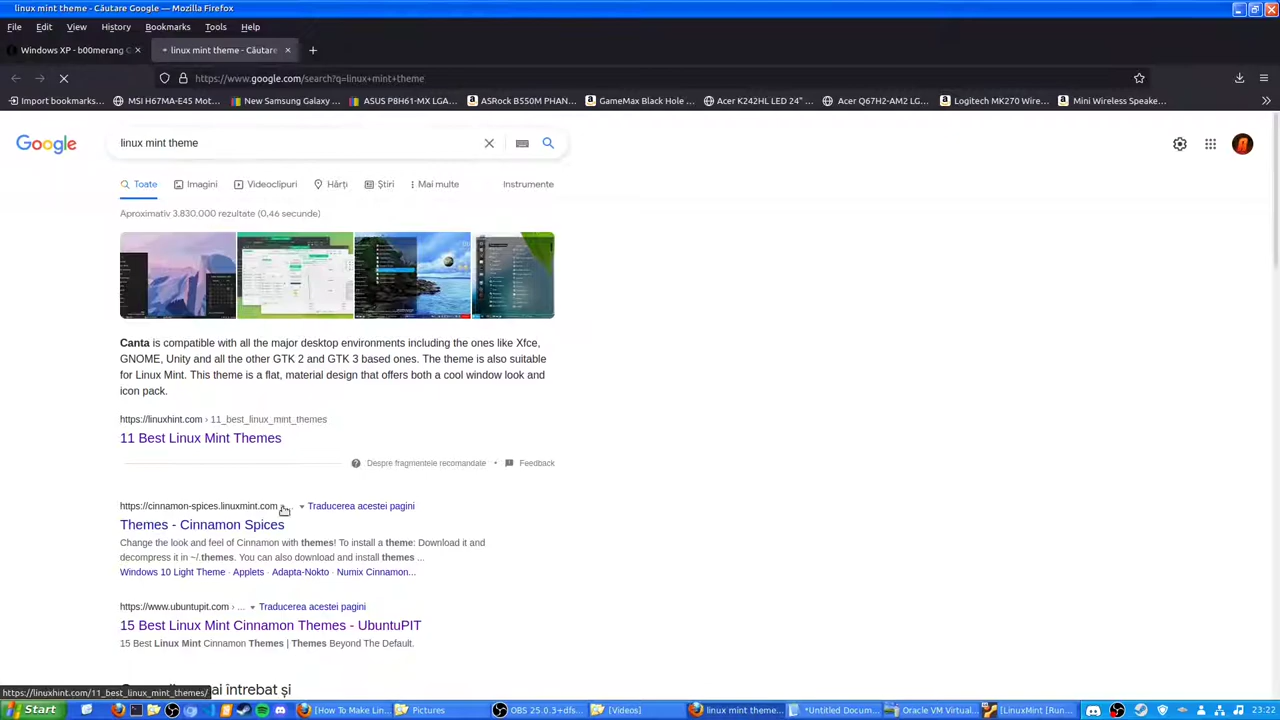 linux mint theme - Căutare Google — Mozilla Firefox
File Edit View History Bookmarks Tools Help
Windows XP - b00merang
linux mint theme - Căutare
https://www.google.com/search?q=linux+mint+theme
Import bookmarks... MSI H67MA-E45 Mot... New Samsung Galaxy ... ASUS P8H61-MX LGA... ASRock B550M PHAN... GameMax Black Hole ... Acer K242HL LED 24" ... Acer Q67H2-AM2 LG... Logitech MK270 Wire... Mini Wireless Speake...
Google
linux mint theme
Toate Imagini Videoclipuri Hărți Știri Mai multe Instrumente
Aproximativ 3.830.000 rezultate (0,46 secunde)
Canta is compatible with all the major desktop environments including the ones like Xfce,
GNOME, Unity and all the other GTK 2 and GTK 3 based ones. The theme is also suitable
for Linux Mint. This theme is a flat, material design that offers both a cool window look and
icon pack.
https://linuxhint.com › 11_best_linux_mint_themes
11 Best Linux Mint Themes
Despre fragmentele recomandate • Feedback
https://cinnamon-spices.linuxmint.com Traducerea acestei pagini
Themes - Cinnamon Spices
Change the look and feel of Cinnamon with themes! To install a theme: Download it and
decompress it in ~/.themes. You can also download and install themes ...
Windows 10 Light Theme · Applets · Adapta-Nokto · Numix Cinnamon...
https://www.ubuntupit.com › ... Traducerea acestei pagini
15 Best Linux Mint Cinnamon Themes - UbuntuPIT
15 Best Linux Mint Cinnamon Themes | Themes Beyond The Default.
ai întrebat și
https://linuxhint.com/11_best_linux_mint_themes/
Start [How To Make Lin... [Pictures OBS 25.0.3+dfs... [Videos] linux mint theme... *Untitled Docum... Oracle VM Virtual... [LinuxMint [Run... 23:22